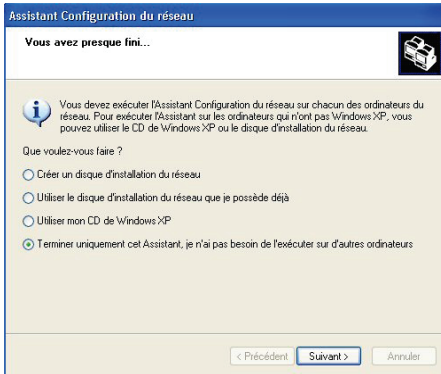 Assistant Configuration du réseau
Vous avez presque fini...
Vous devez exécuter l'Assistant Configuration du réseau sur chacun des ordinateurs du
réseau. Pour exécuter l'Assistant sur les ordinateurs qui n'ont pas Windows XP, vous
pouvez utiliser le CD de Windows XP ou le disque d'installation du réseau.
Que voulez-vous faire ?
Créer un disque d'installation du réseau
Utiliser le disque d'installation du réseau que je possède déjà
Utiliser mon CD de Windows XP
Terminer uniquement cet Assistant, je n'ai pas besoin de l'exécuter sur d'autres ordinateurs
< Précédent Suivant > Annuler